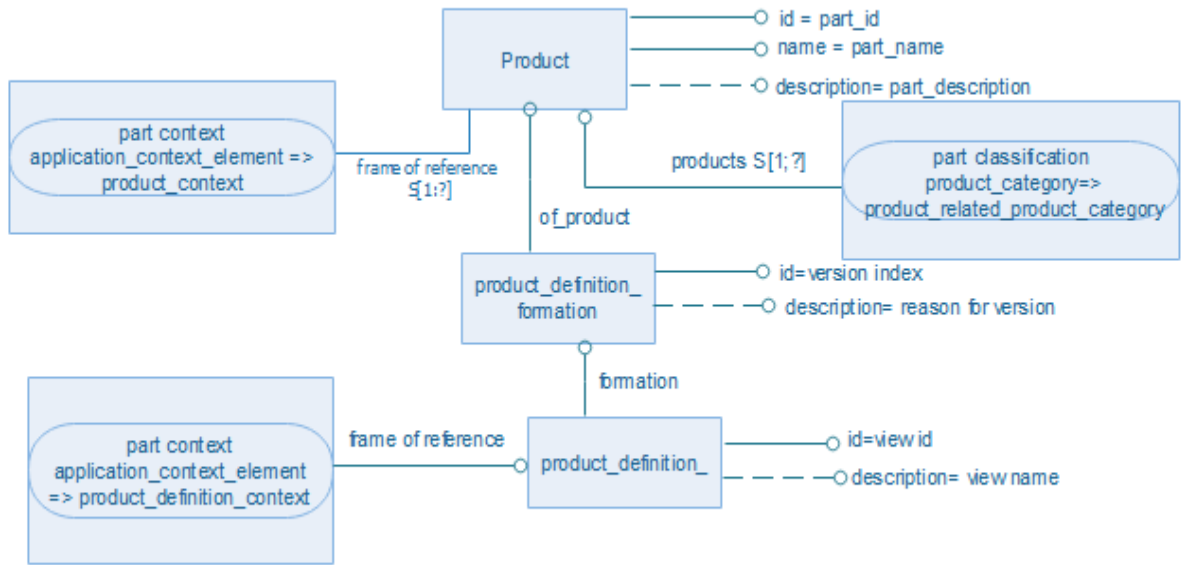 id = part_id
Product
name = part_name
description= part_description
part context
application_context_element =>
product_context
frame of reference
S[1:?]
products S[1; ?]
part classification
product_category=>
product_related_product_category
of_product
product_definition_
formation
id=version index
description= reason for version
formation
part context
application_context_element
=> product_definition_context
frame of reference
product_definition_
id=view id
description= view name